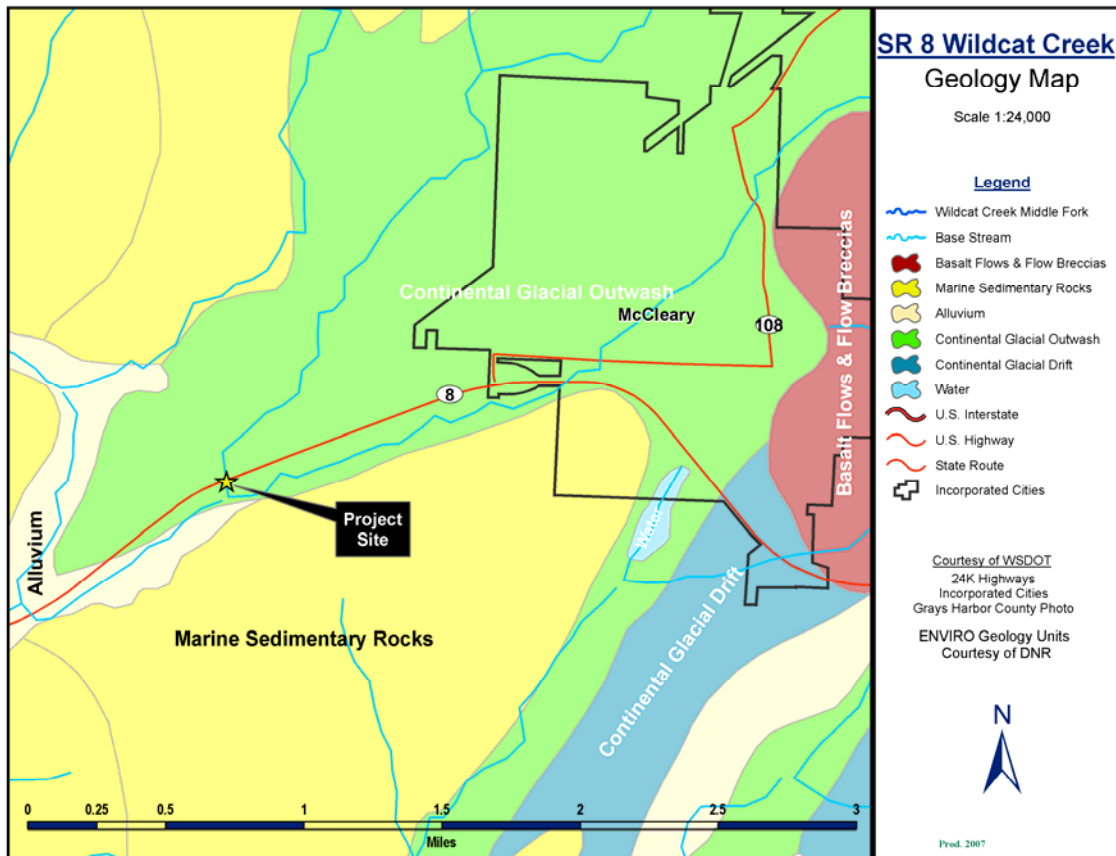 SR 8 Wildcat Creek
Geology Map
Scale 1:24,000
Legend
Wildcat Creek Middle Fork
Base Stream
Basalt Flows & Flow Breccias
Marine Sedimentary Rocks
Alluvium
Continental Glacial Outwash
Continental Glacial Drift
Water
U.S. Interstate
U.S. Highway
State Route
Incorporated Cities
Courtesy of WSDOT
24K Highways
Incorporated Cities
Grays Harbor County Photo
ENVIRO Geology Units
Courtesy of DNR
N
Prod. 2007
Continental Glacial Outwash
McCleary
108
8
Basalt Flows & Flow Breccias
Project
Site
Alluvium
Water
Marine Sedimentary Rocks
Continental Glacial Drift
0 0.25 0.5 1 1.5 2 2.5 3
Miles